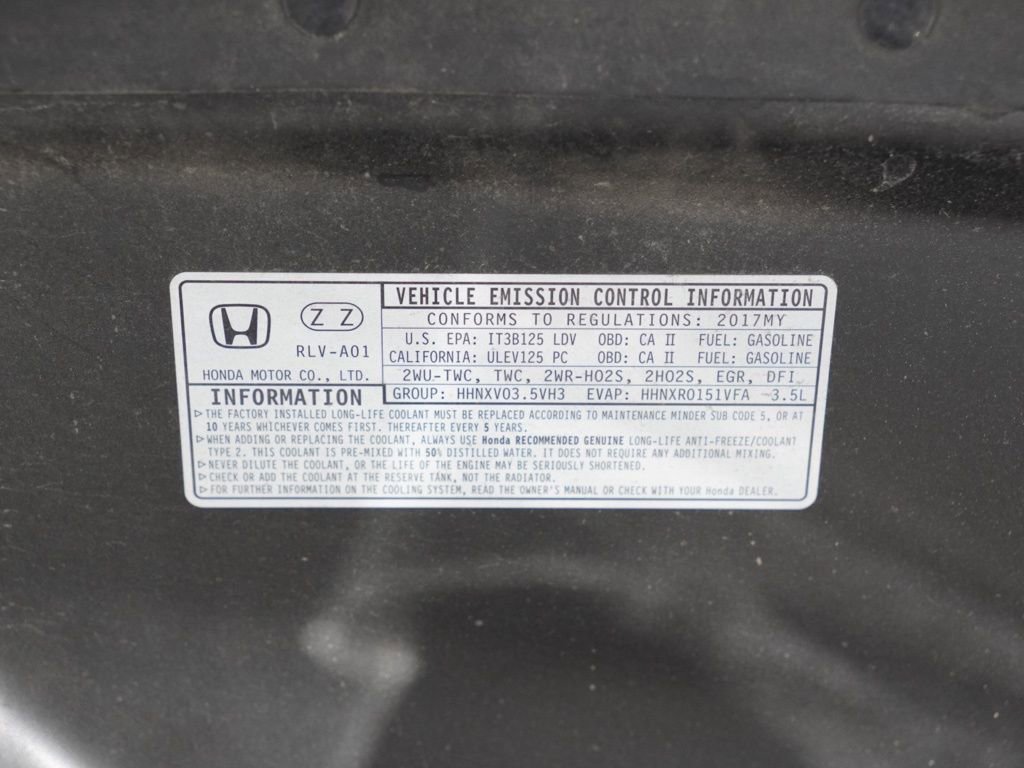 Z Z
RLV-A01
HONDA MOTOR CO., LTD.
VEHICLE EMISSION CONTROL INFORMATION
CONFORMS TO REGULATIONS: 2017MY
U.S. EPA: IT3B125 LDV OBD: CA II FUEL: GASOLINE
CALIFORNIA: ULEV125 PC OBD: CA II FUEL: GASOLINE
2WU-TWC, TWC, 2WR-HO2S, 2HO2S, EGR, DFI
GROUP: HHNXV03.5VH3 EVAP: HHNXR0151VFA 3.5L
INFORMATION
▷THE FACTORY INSTALLED LONG-LIFE COOLANT MUST BE REPLACED ACCORDING TO MAINTENANCE MINDER SUB CODE 5, OR AT
10 YEARS WHICHEVER COMES FIRST. THEREAFTER EVERY 5 YEARS.
▷WHEN ADDING OR REPLACING THE COOLANT, ALWAYS USE Honda RECOMMENDED GENUINE LONG-LIFE ANTI-FREEZE/COOLANT
TYPE 2. THIS COOLANT IS PRE-MIXED WITH 50% DISTILLED WATER. IT DOES NOT REQUIRE ANY ADDITIONAL MIXING.
▷NEVER DILUTE THE COOLANT, OR THE LIFE OF THE ENGINE MAY BE SERIOUSLY SHORTENED.
▷CHECK OR ADD THE COOLANT AT THE RESERVE TANK, NOT THE RADIATOR.
▷FOR FURTHER INFORMATION ON THE COOLING SYSTEM, READ THE OWNER'S MANUAL OR CHECK WITH YOUR Honda DEALER.